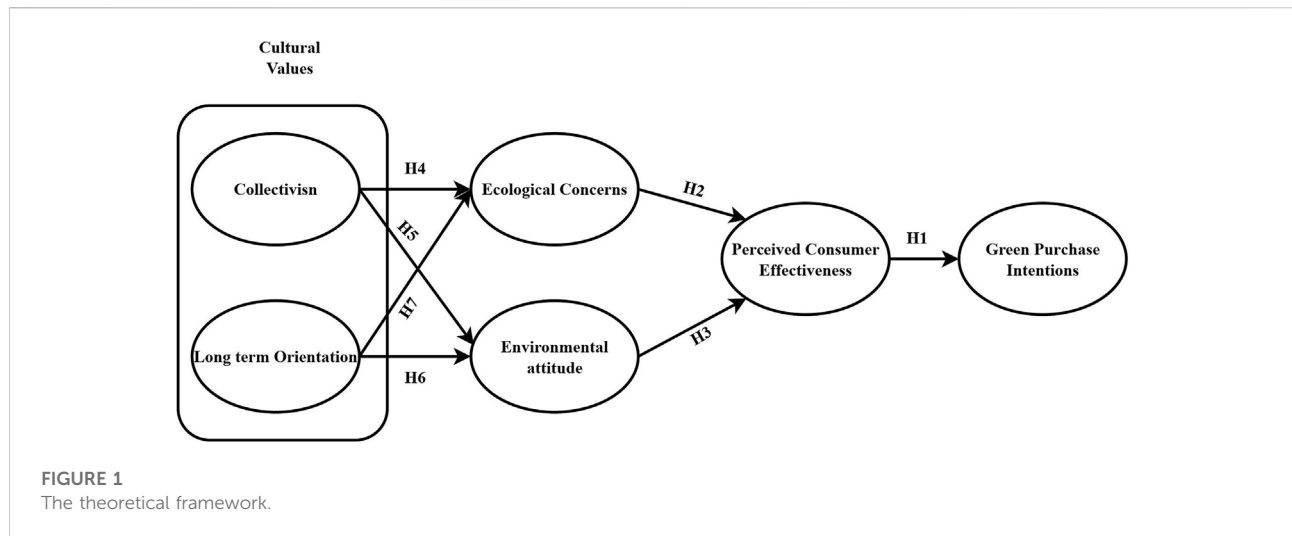 Cultural
Values
Collectivisn
H4
Ecological Concerns
H2
H5
Perceived Consumer
Effectiveness
H1
Green Purchase
Intentions
H7
Long term Orientation
H6
Environmental
attitude
H3
FIGURE 1
The theoretical framework.